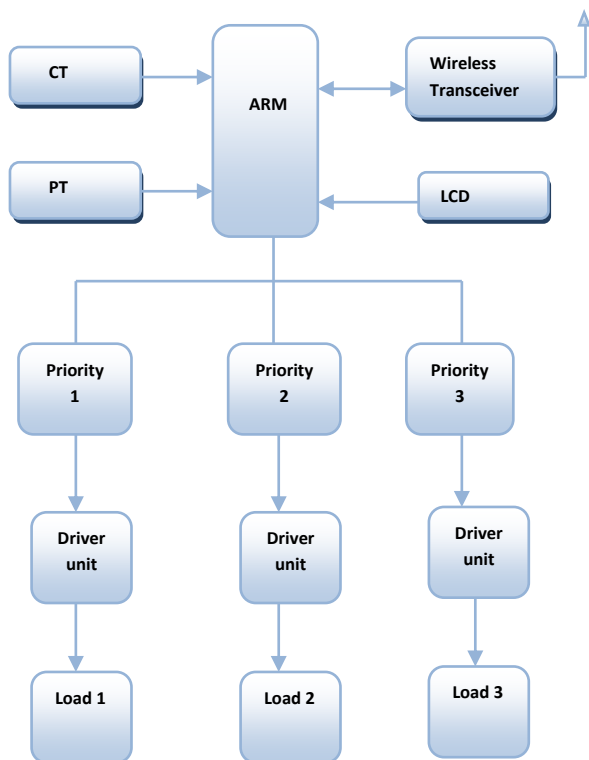 CT
ARM
Wireless
Transceiver
PT
LCD
Priority
1
Priority
2
Priority
3
Driver
unit
Driver
unit
Driver
unit
Load 1
Load 2
Load 3